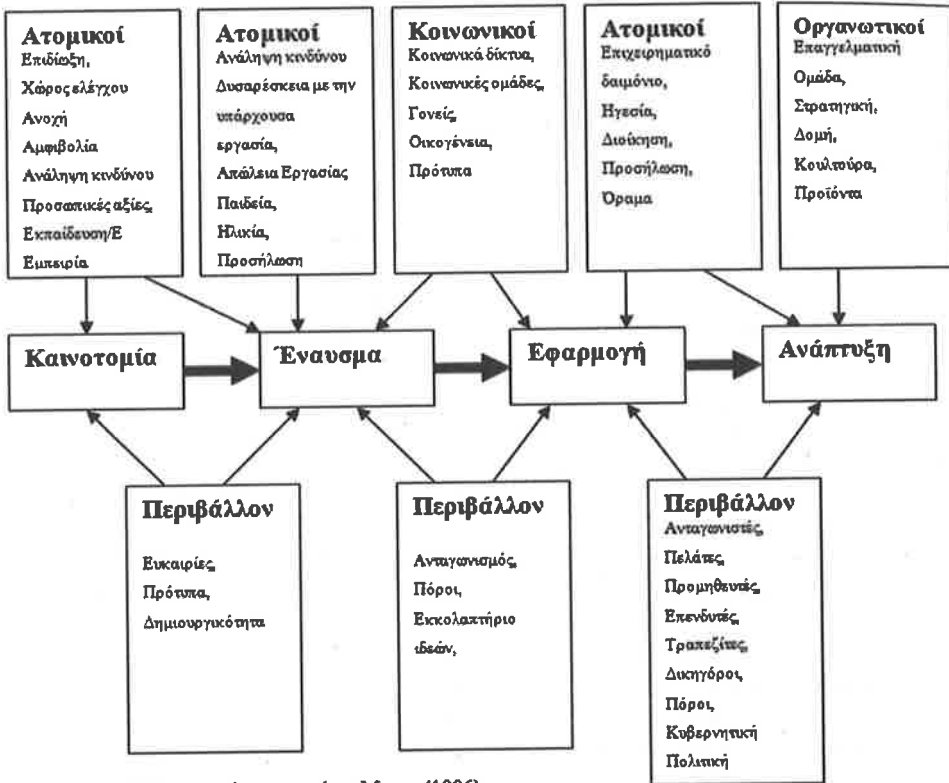 Ατομικοί
Επιδίωξη,
Χώρος ελέγχου
Ανοχή
Αμφιβολία
Ανάληψη κινδύνου
Προσωπικές αξίες,
Εκπαίδευση/Ε
Εμπειρία
Ατομικοί
Ανάληψη κινδύνου
Δυσαρέσκεια με την
υπάρχουσα
εργασία,
Απώλεια Εργασίας
Παιδεία,
Ηλικία,
Προσήλωση
Κοινωνικοί
Κοινωνικά δίκτυα,
Κοινωνικές ομάδες,
Γονείς,
Οικογένεια,
Πρότυπα
Ατομικοί
Επιχειρηματικό
δαιμόνιο,
Ηγεσία,
Διοίκηση,
Προσήλωση,
Όραμα
Οργανωτικοί
Επαγγελματική
Ομάδα,
Στρατηγική,
Δομή,
Κουλτούρα,
Προϊόντα
Καινοτομία
Έναυσμα
Εφαρμογή
Ανάπτυξη
Περιβάλλον
Ευκαιρίες,
Πρότυπα,
Δημιουργικότητα
Περιβάλλον
Ανταγωνισμός,
Πόροι,
Εκκολαπτήριο
ιδεών,
Περιβάλλον
Ανταγωνιστές,
Πελάτες,
Προμηθευτές,
Επενδυτές,
Τραπεζίτες,
Δικηγόροι,
Πόροι,
Κυβερνητική
Πολιτική
(1996)